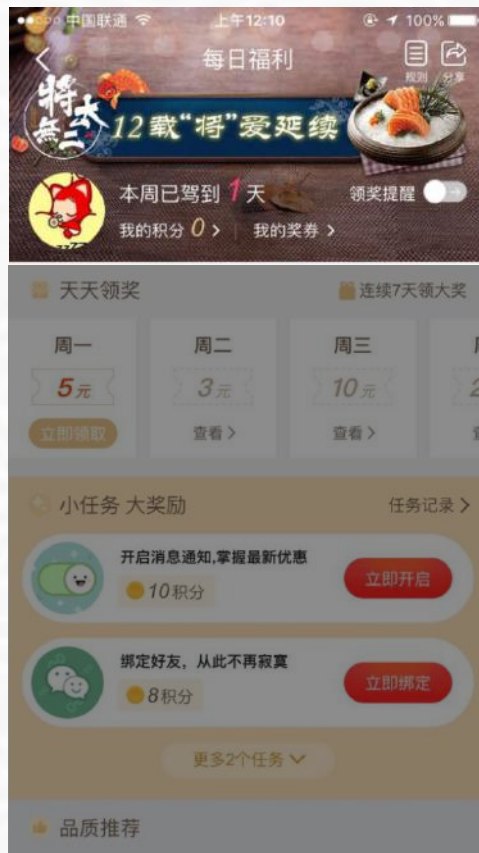 中国联通 上午12:10 100%
每日福利
规则 分享
将太無二
12载“将”爱延续
本周已驾到1天 领奖提醒
我的积分0 > 我的奖券 >
天天领奖 连续7天领大奖
周一 周二 周三
5元 3元 10元 2
立即领取 查看> 查看>
小任务 大奖励 任务记录 >
开启消息通知,掌握最新优惠
10积分 立即开启
绑定好友，从此不再寂寞
8积分 立即绑定
更多2个任务
品质推荐